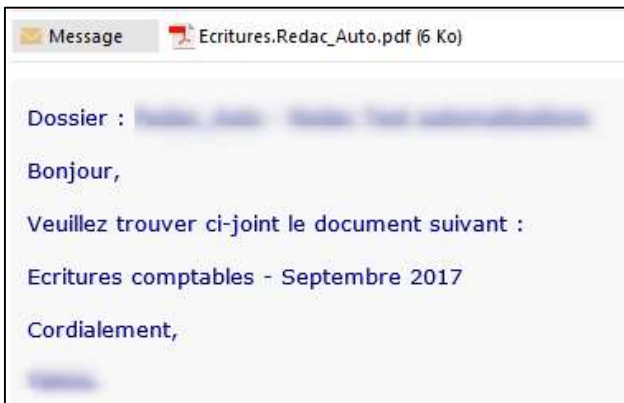 Message Ecritures.Redac_Auto.pdf (6 Ko)
Dossier :
Bonjour,
Veuillez trouver ci-joint le document suivant :
Ecritures comptables - Septembre 2017
Cordialement,